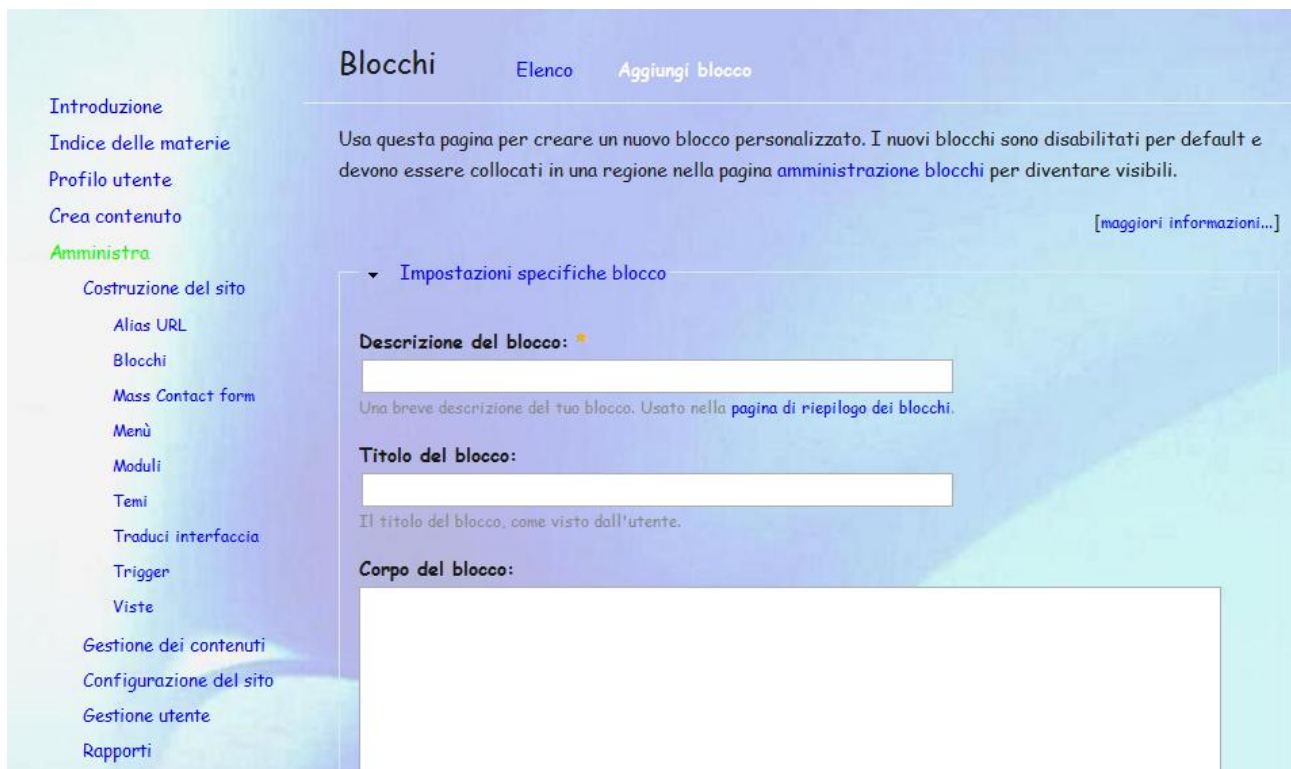 Blocchi Elenco Aggiungi blocco
Introduzione
Indice delle materie
Profilo utente
Crea contenuto
Amministra
Costruzione del sito
Alias URL
Blocchi
Mass Contact form
Menù
Moduli
Temi
Traduci interfaccia
Trigger
Viste
Gestione dei contenuti
Configurazione del sito
Gestione utente
Rapporti
Usa questa pagina per creare un nuovo blocco personalizzato. I nuovi blocchi sono disabilitati per default e
devono essere collocati in una regione nella pagina amministrazione blocchi per diventare visibili.
[maggiori informazioni...]
Impostazioni specifiche blocco
Descrizione del blocco: *
Una breve descrizione del tuo blocco. Usato nella pagina di riepilogo dei blocchi.
Titolo del blocco:
Il titolo del blocco, come visto dall'utente.
Corpo del blocco: